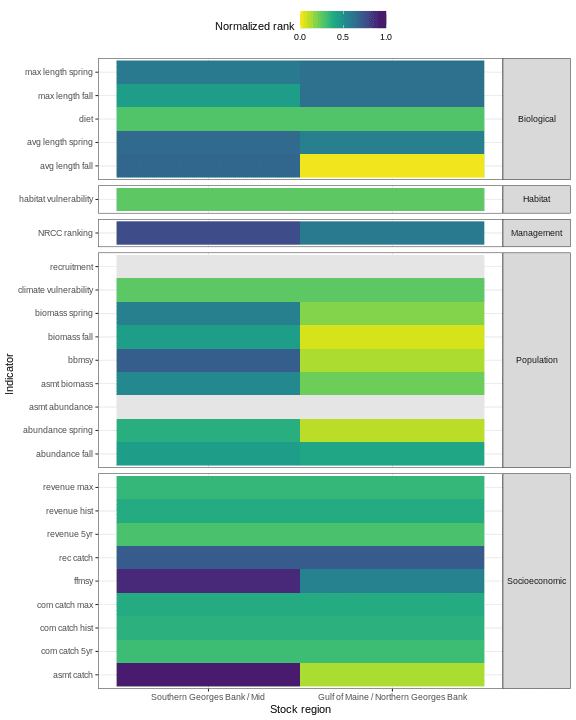 Normalized rank
0.0 0.5 1.0
max length spring
max length fall
diet
avg length spring
avg length fall
Biological
habitat vulnerability
Habitat
NRCC ranking
Management
recruitment
climate vulnerability
biomass spring
biomass fall
bbmsy
asmt biomass
asmt abundance
abundance spring
abundance fall
Population
revenue max
revenue hist
revenue 5yr
rec catch
ffmsy
com catch max
com catch hist
com catch 5yr
asmt catch
Socioeconomic
Indicator
Southern Georges Bank / Mid Gulf of Maine / Northern Georges Bank
Stock region